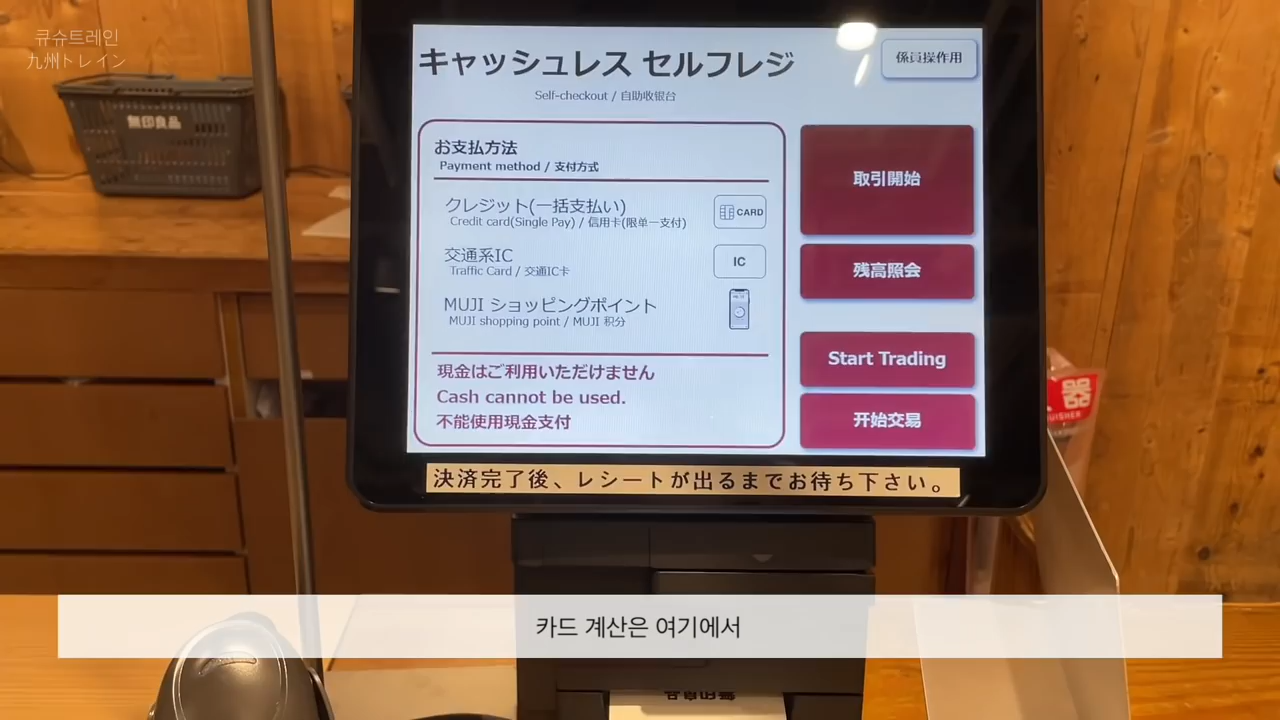 큐슈트레인
九州トレイン
無印良品
キャッシュレス セルフレジ
係員操作用
Self-checkout / 自助收银台
お支払方法
Payment method / 支付方式
クレジット(一括支払い)
Credit card(Single Pay) / 信用卡(限单一支付)
CARD
交通系IC
Traffic Card / 交通IC卡
IC
MUJI ショッピングポイント
MUJI shopping point / MUJI 积分
現金はご利用いただけません
Cash cannot be used.
不能使用現金支付
取引開始
残高照会
Start Trading
开始交易
決済完了後、レシートが出るまでお待ち下さい。
器
UISHER
카드 계산은 여기에서
無印良品